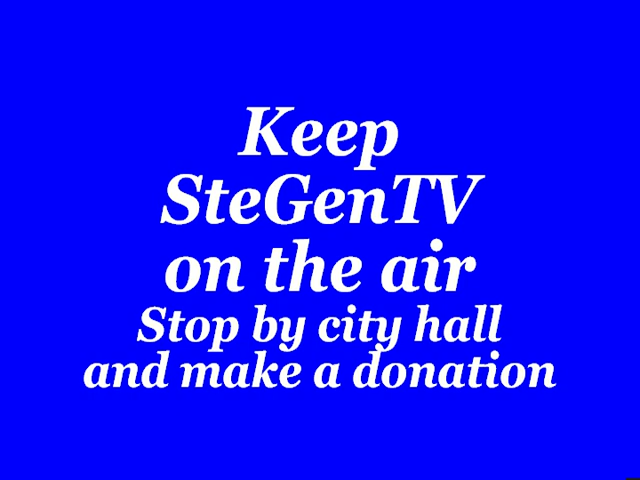 Keep
SteGenTV
on the air
Stop by city hall
and make a donation